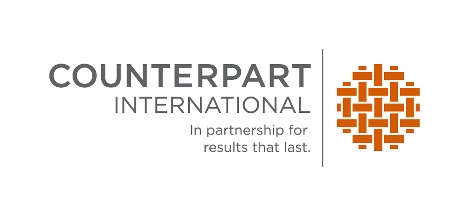 COUNTERPART
INTERNATIONAL
In partnership for
results that last.